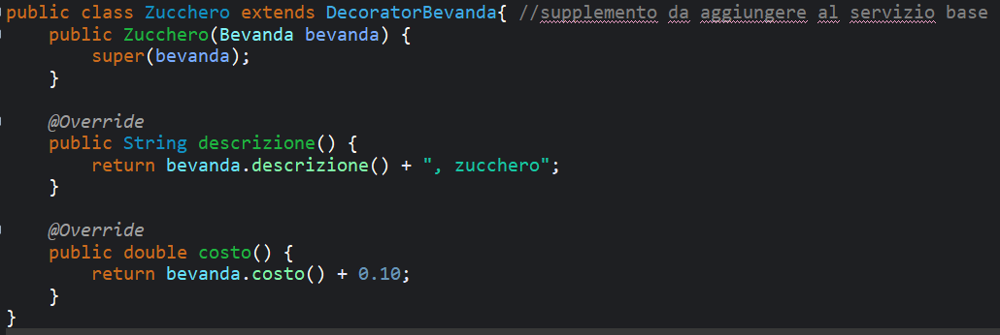 public class Zucchero extends DecoratorBevanda{ //supplemento da aggiungere al servizio base
    public Zucchero(Bevanda bevanda) {
        super(bevanda);
    }

    @Override
    public String descrizione() {
        return bevanda.descrizione() + ", zucchero";
    }

    @Override
    public double costo() {
        return bevanda.costo() + 0.10;
    }
}